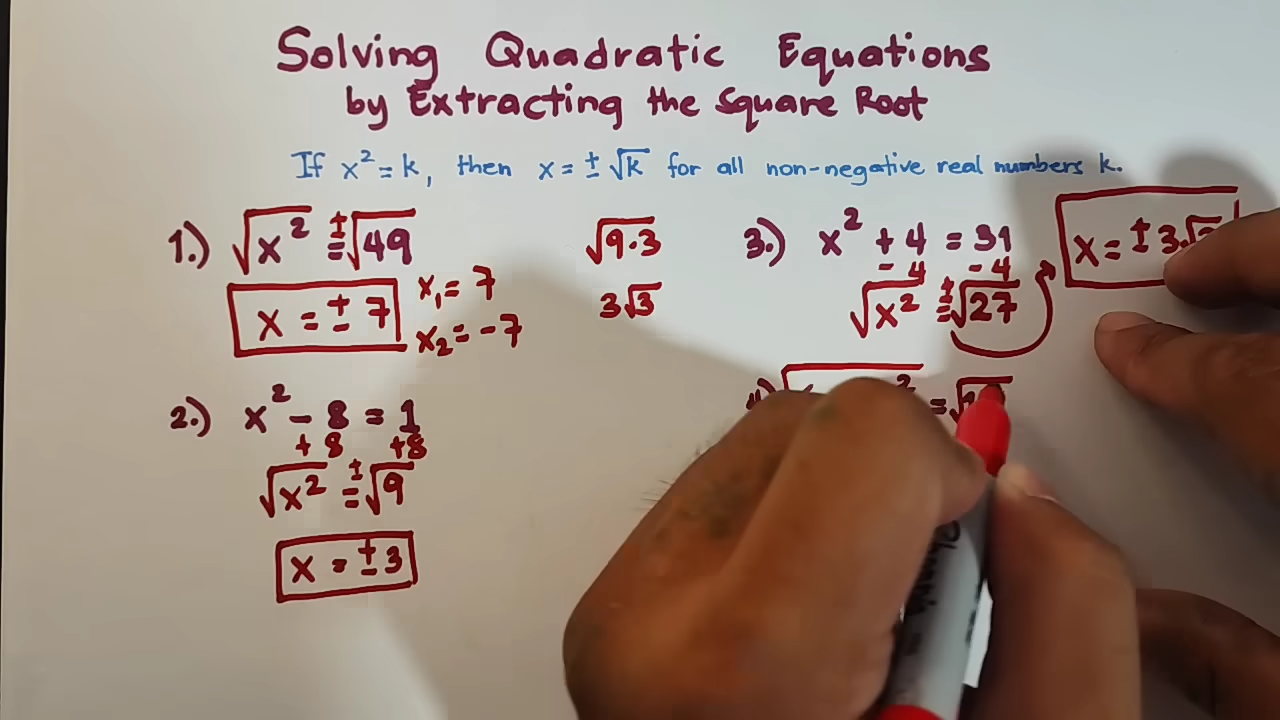 Solving Quadratic Equations
by Extracting the Square Root
If x² = k, then x = ± √k for all non-negative real numbers k.
1.) √x² = ±√49
x = ± 7
x₁ = 7
x₂ = -7
2.) x² - 8 = 1
+ 8 +8
√x² = ±√9
x = ± 3
√9·3
3√3
3.) x² + 4 = 31
- 4 - 4
√x² = ±√27
x = ± 3·√
4.) ² = √